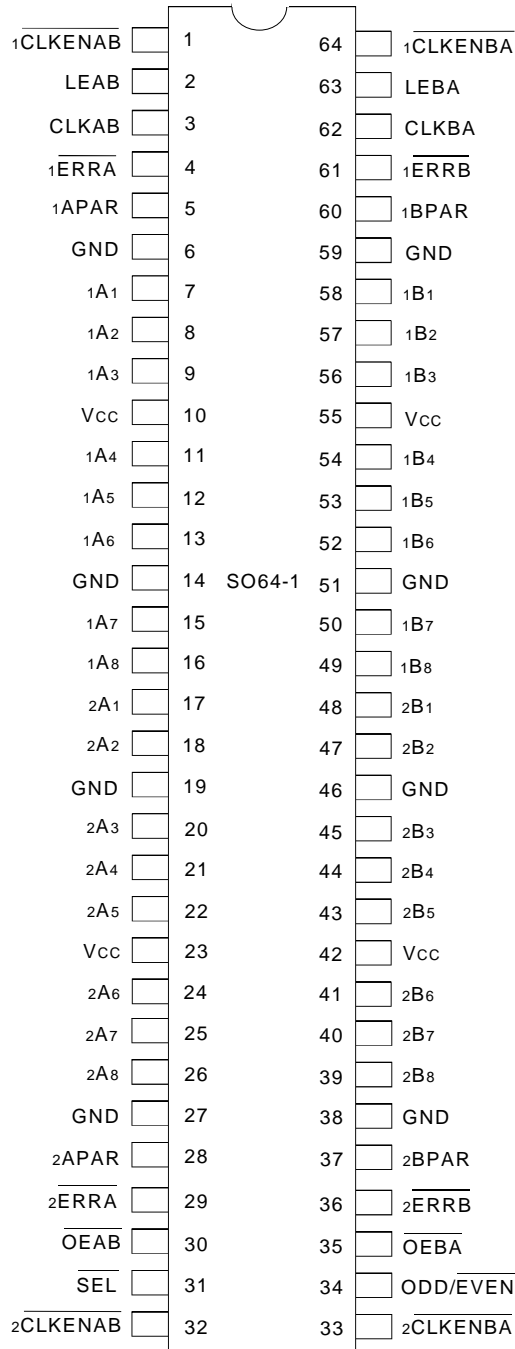 1CLKENAB 1 64 1CLKENBA
LEAB 2 63 LEBA
CLKAB 3 62 CLKBA
1ERRA 4 61 1ERRB
1APAR 5 60 1BPAR
GND 6 59 GND
1A1 7 58 1B1
1A2 8 57 1B2
1A3 9 56 1B3
VCC 10 55 VCC
1A4 11 54 1B4
1A5 12 53 1B5
1A6 13 52 1B6
GND 14 SO64-1 51 GND
1A7 15 50 1B7
1A8 16 49 1B8
2A1 17 48 2B1
2A2 18 47 2B2
GND 19 46 GND
2A3 20 45 2B3
2A4 21 44 2B4
2A5 22 43 2B5
VCC 23 42 VCC
2A6 24 41 2B6
2A7 25 40 2B7
2A8 26 39 2B8
GND 27 38 GND
2APAR 28 37 2BPAR
2ERRA 29 36 2ERRB
OEAB 30 35 OEBA
SEL 31 34 ODD/EVEN
2CLKENAB 32 33 2CLKENBA